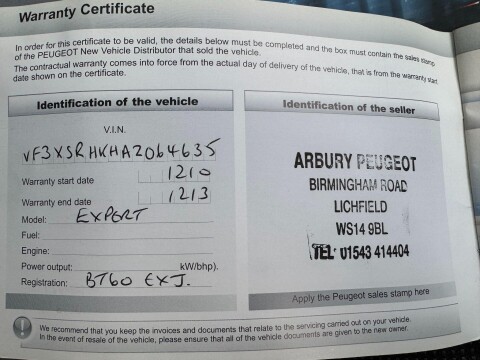 Warranty Certificate
In order for this certificate to be valid, the details below must be completed and the box must contain the sales stamp
of the PEUGEOT New Vehicle Distributor that sold the vehicle.
The contractual warranty comes into force from the actual day of delivery of the vehicle, that is from the warranty start
date shown on the certificate.
Identification of the vehicle
V.I.N.
VF3XSRHKHA2064635
Warranty start date 1210
Warranty end date 1213
Model: EXPERT
Fuel:
Engine:
Power output: kW/bhp).
Registration: BT60 EXJ.
Identification of the seller
ARBURY PEUGEOT
BIRMINGHAM ROAD
LICHFIELD
WS14 9BL
TEL: 01543 414404
Apply the Peugeot sales stamp here
We recommend that you keep the invoices and documents that relate to the servicing carried out on your vehicle.
In the event of resale of the vehicle, please ensure that all of the vehicle documents are given to the new owner.